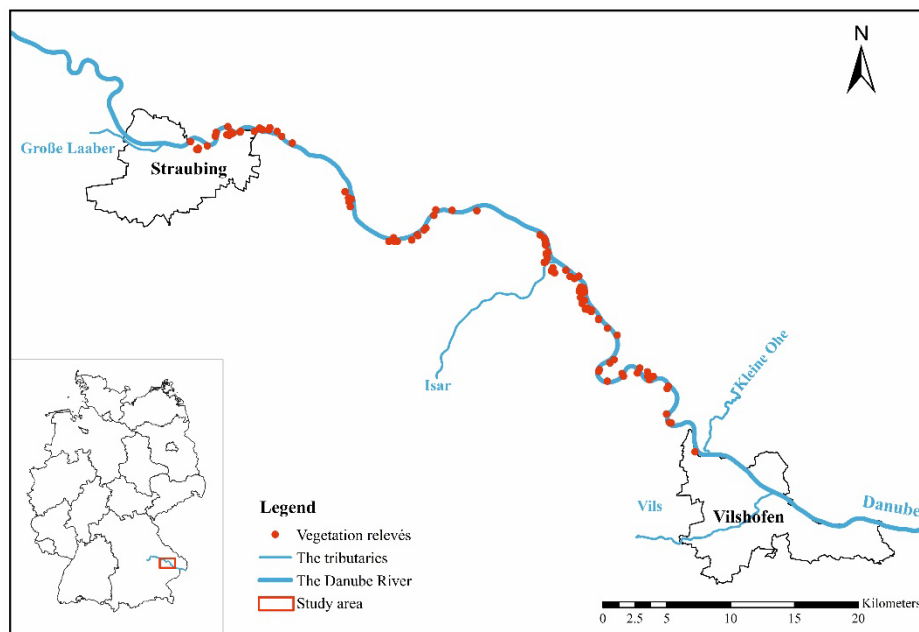 N
Große Laaber
Straubing
Isar
Kleine Ohe
Vils
Vilshofen
Danube
Legend
Vegetation relevés
The tributaries
The Danube River
Study area
Kilometers
0 2.5 5 10 15 20